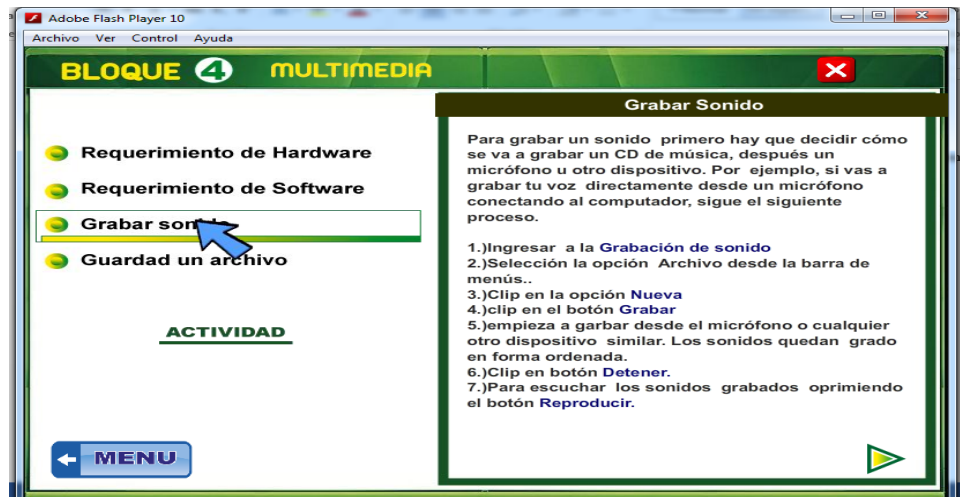 Adobe Flash Player 10
Archivo Ver Control Ayuda
BLOQUE 4 MULTIMEDIA
Requerimiento de Hardware
Requerimiento de Software
Grabar sonido
Guardad un archivo
ACTIVIDAD
MENU
Grabar Sonido
Para grabar un sonido primero hay que decidir cómo
se va a grabar un CD de música, después un
micrófono u otro dispositivo. Por ejemplo, si vas a
grabar tu voz directamente desde un micrófono
conectando al computador, sigue el siguiente
proceso.
1.)Ingresar a la Grabación de sonido
2.)Selección la opción Archivo desde la barra de
menús..
3.)Clip en la opción Nueva
4.)clip en el botón Grabar
5.)empieza a garbar desde el micrófono o cualquier
otro dispositivo similar. Los sonidos quedan grado
en forma ordenada.
6.)Clip en botón Detener.
7.)Para escuchar los sonidos grabados oprimiendo
el botón Reproducir.